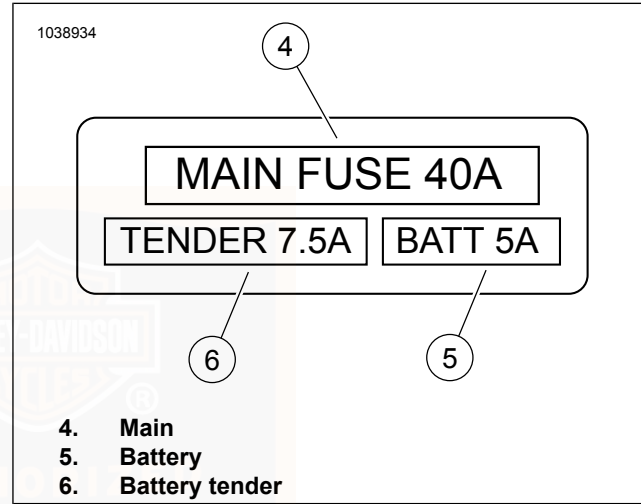 1038934
4
MAIN FUSE 40A
TENDER 7.5A BATT 5A
6 5
4. Main
5. Battery
6. Battery tender